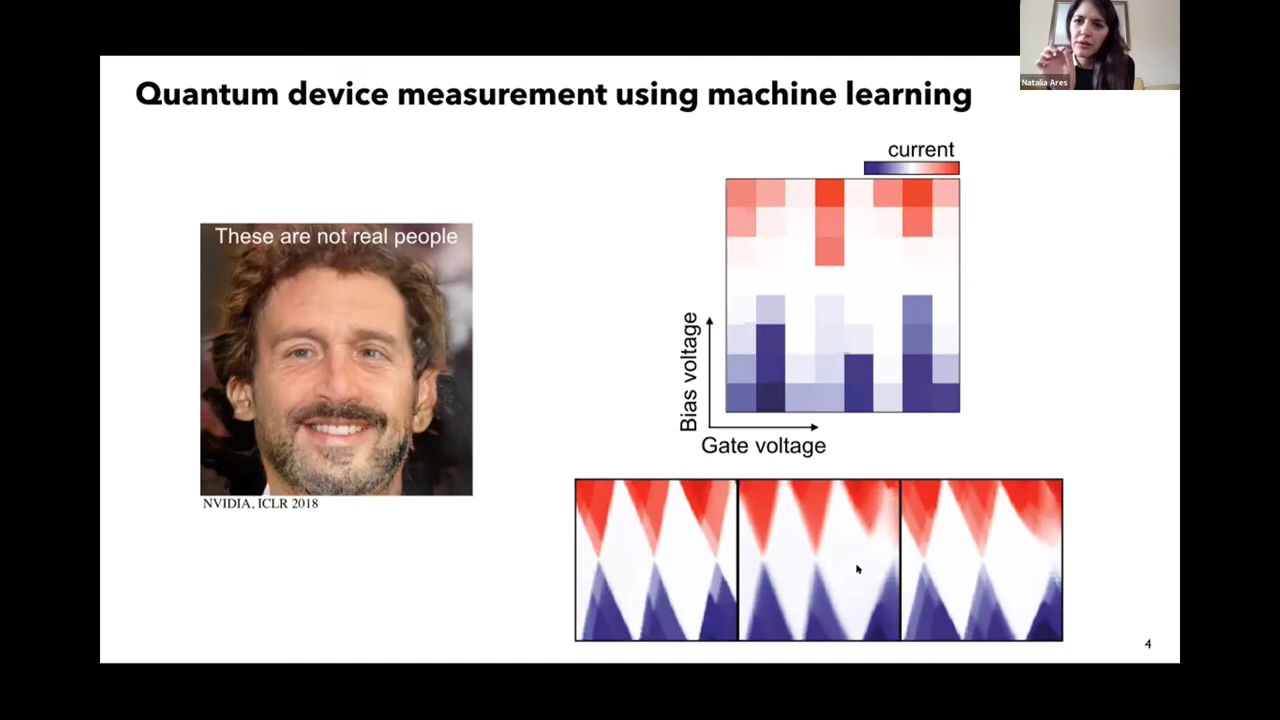 Natalia Ares
Quantum device measurement using machine learning
current
These are not real people
Bias voltage
Gate voltage
NVIDIA, ICLR 2018
4